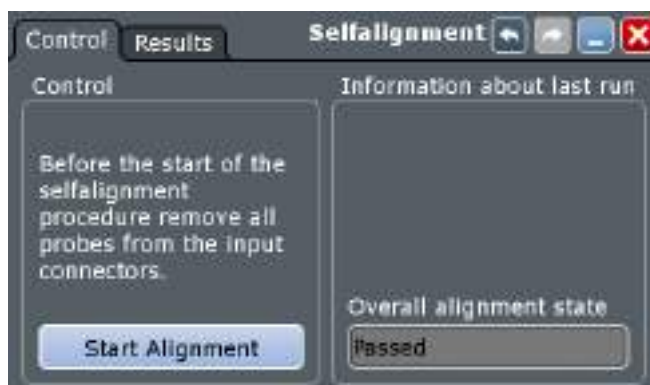 Control Results Selfalignment
Control
Before the start of the
selfalignment
procedure remove all
probes from the input
connectors.
Start Alignment
Information about last run
Overall alignment state
Passed